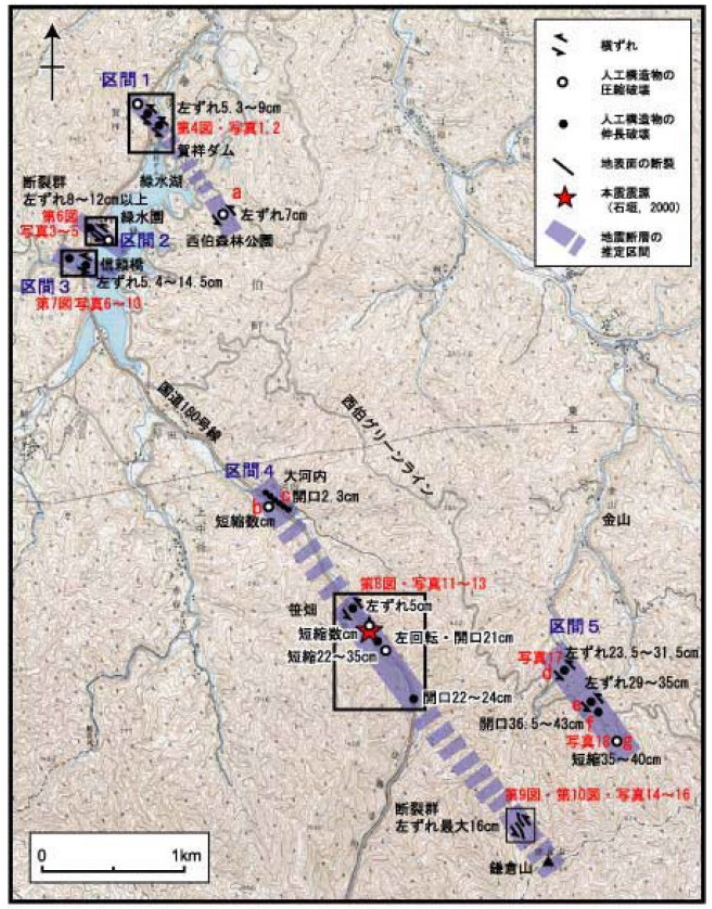 区間1
左ずれ5.3~9cm
第4図・写真1,2
賀祥ダム
緑水湖
断裂群
左ずれ8~12cm以上
a
左ずれ7cm
第6図
写真3~5
緑水園
区間2
西伯森林公園
信頼橋
区間3
左ずれ5.4~14.5cm
第7図写真6~10
国道180号線
西伯グリーンライン
区間4
大河内
c
開口2.3cm
b
短縮数cm
金山
第8図・写真11~13
笹畑
左ずれ5cm
短縮数cm
左回転・開口21cm
短縮22~35cm
開口22~24cm
区間5
左ずれ23.5~31.5cm
写真17
d
左ずれ29~35cm
e
f
開口36.5~43cm
写真18
g
短縮35~40cm
第9図・第10図・写真14~16
断裂群
左ずれ最大16cm
鎌倉山
0
1km
横ずれ
人工構造物の
圧縮破壊
人工構造物の
伸長破壊
地表面の断裂
本震震源
(石垣, 2000)
地震断層の
推定区間